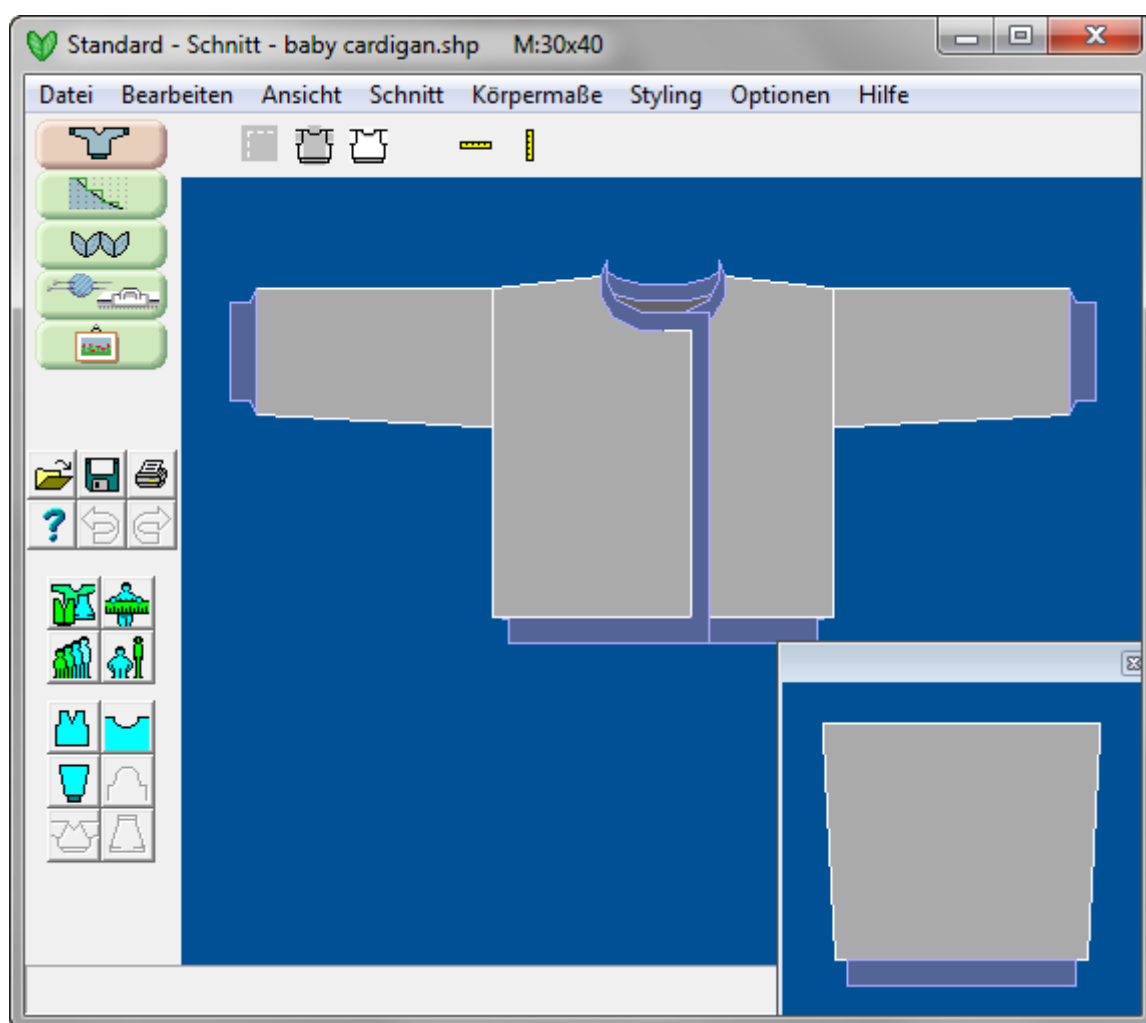 Standard - Schnitt - baby cardigan.shp M:30x40
Datei Bearbeiten Ansicht Schnitt Körpermaße Styling Optionen Hilfe
?